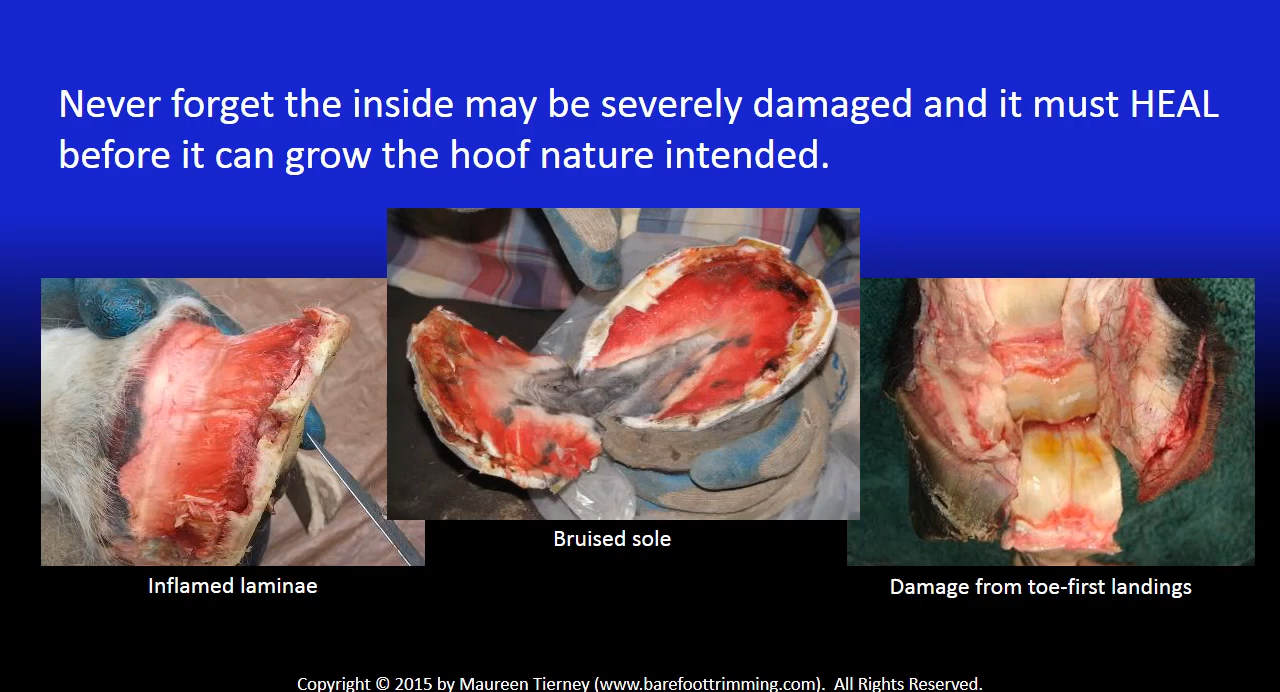 Never forget the inside may be severely damaged and it must HEAL
before it can grow the hoof nature intended.
Bruised sole
Inflamed laminae
Damage from toe-first landings
Copyright © 2015 by Maureen Tierney (www.barefoottrimming.com). All Rights Reserved.